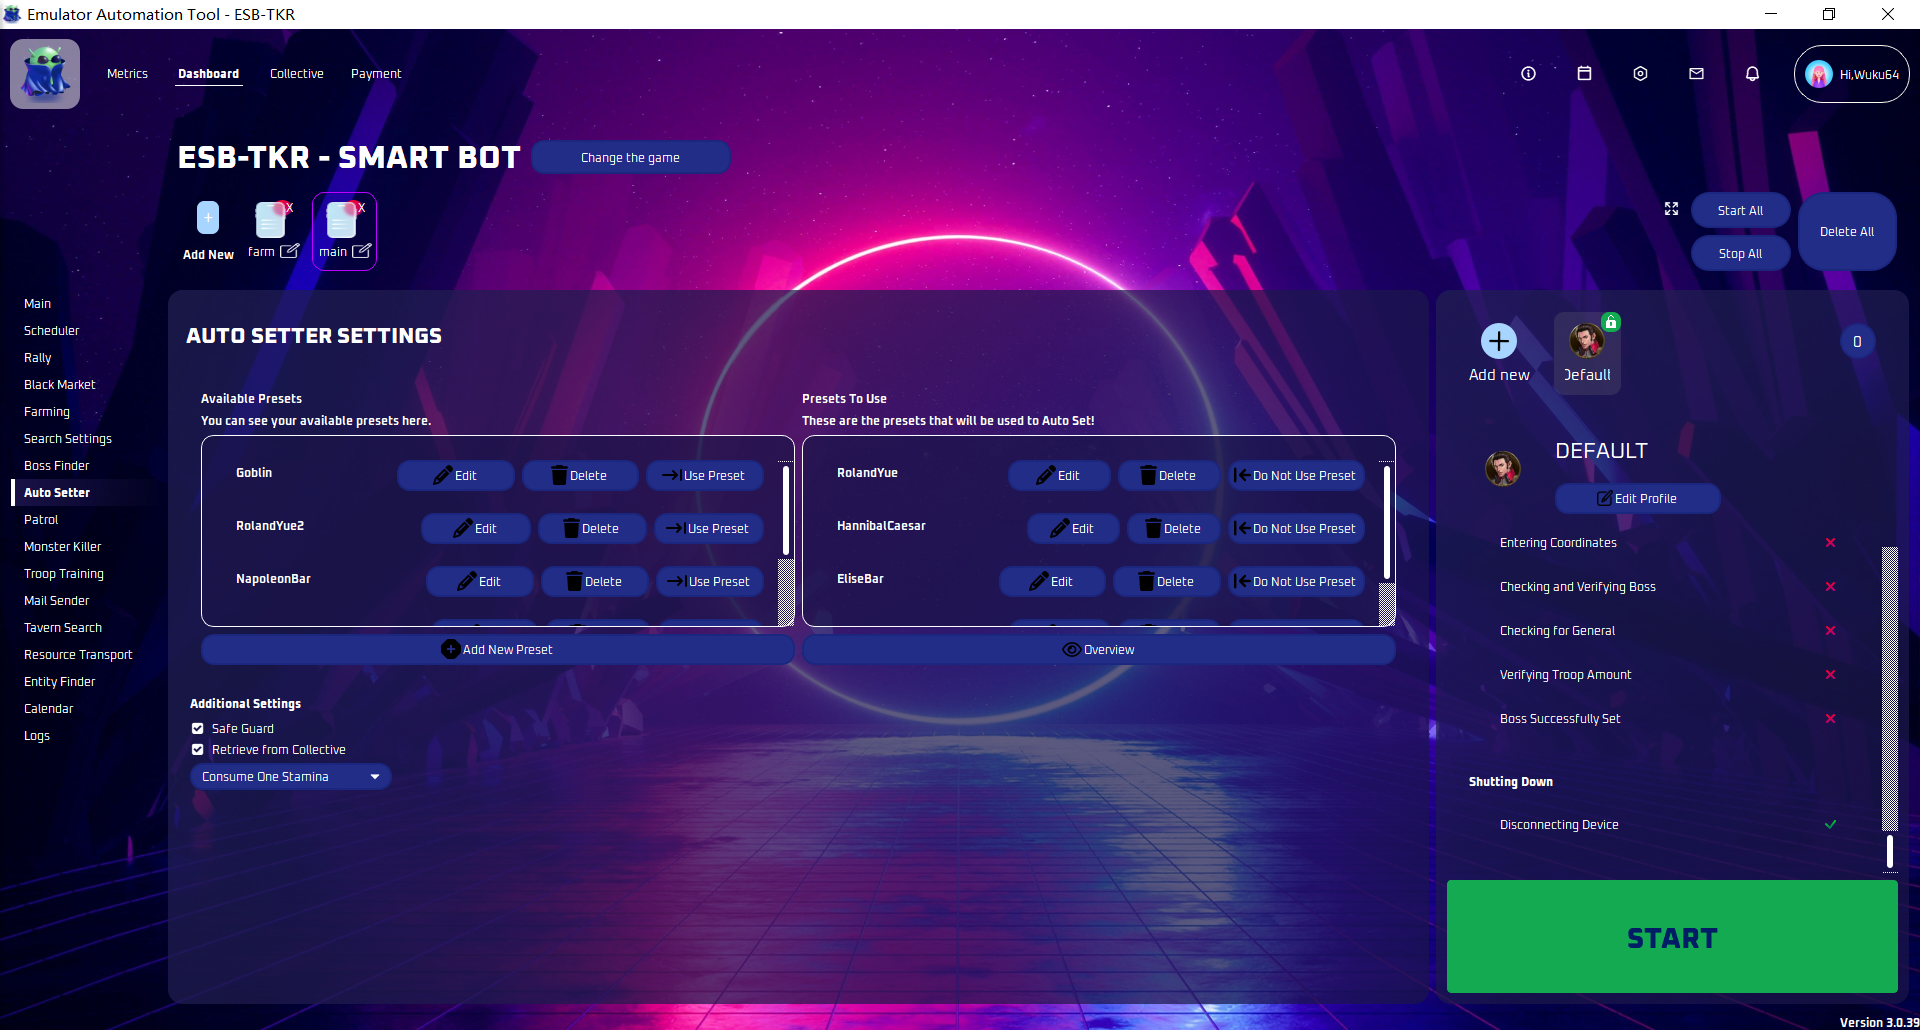 Emulator Automation Tool - ESB-TKR
Metrics
Dashboard
Collective
Payment
Hi,Wuku64
ESB-TKR - SMART BOT
Change the game
Add New
farm
X
main
X
Start All
Stop All
Delete All
Main
Scheduler
Rally
Black Market
Farming
Search Settings
Boss Finder
Auto Setter
Patrol
Monster Killer
Troop Training
Mail Sender
Tavern Search
Resource Transport
Entity Finder
Calendar
Logs
AUTO SETTER SETTINGS
Available Presets
You can see your available presets here.
Goblin Edit Delete Use Preset
RolandYue2 Edit Delete Use Preset
NapoleonBar Edit Delete Use Preset
Add New Preset
Presets To Use
These are the presets that will be used to Auto Set!
RolandYue Edit Delete Do Not Use Preset
HannibalCaesar Edit Delete Do Not Use Preset
EliseBar Edit Delete Do Not Use Preset
Overview
Additional Settings
Safe Guard
Retrieve from Collective
Consume One Stamina
Add new
Default
0
DEFAULT
Edit Profile
Entering Coordinates
Checking and Verifying Boss
Checking for General
Verifying Troop Amount
Boss Successfully Set
Shutting Down
Disconnecting Device
START
Version 3.0.39